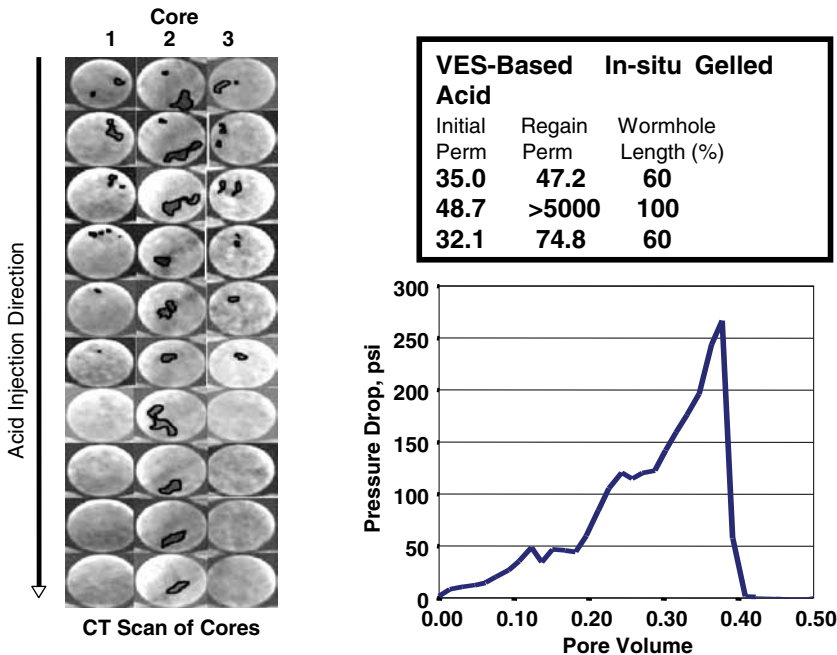 Core
1 2 3
Acid Injection Direction
CT Scan of Cores
VES-Based In-situ Gelled
Acid
Initial Regain Wormhole
Perm Perm Length (%)
35.0 47.2 60
48.7 >5000 100
32.1 74.8 60
Pressure Drop, psi
300
250
200
150
100
50
0
0.00 0.10 0.20 0.30 0.40 0.50
Pore Volume